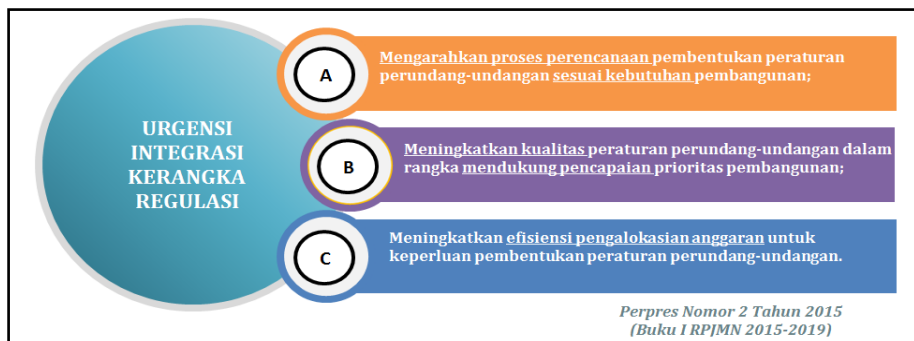 URGENSI
INTEGRASI
KERANGKA
REGULASI
A
Mengarahkan proses perencanaan pembentukan peraturan
perundang-undangan sesuai kebutuhan pembangunan;
B
Meningkatkan kualitas peraturan perundang-undangan dalam
rangka mendukung pencapaian prioritas pembangunan;
C
Meningkatkan efisiensi pengalokasian anggaran untuk
keperluan pembentukan peraturan perundang-undangan.
Perpres Nomor 2 Tahun 2015
(Buku I RPJMN 2015-2019)